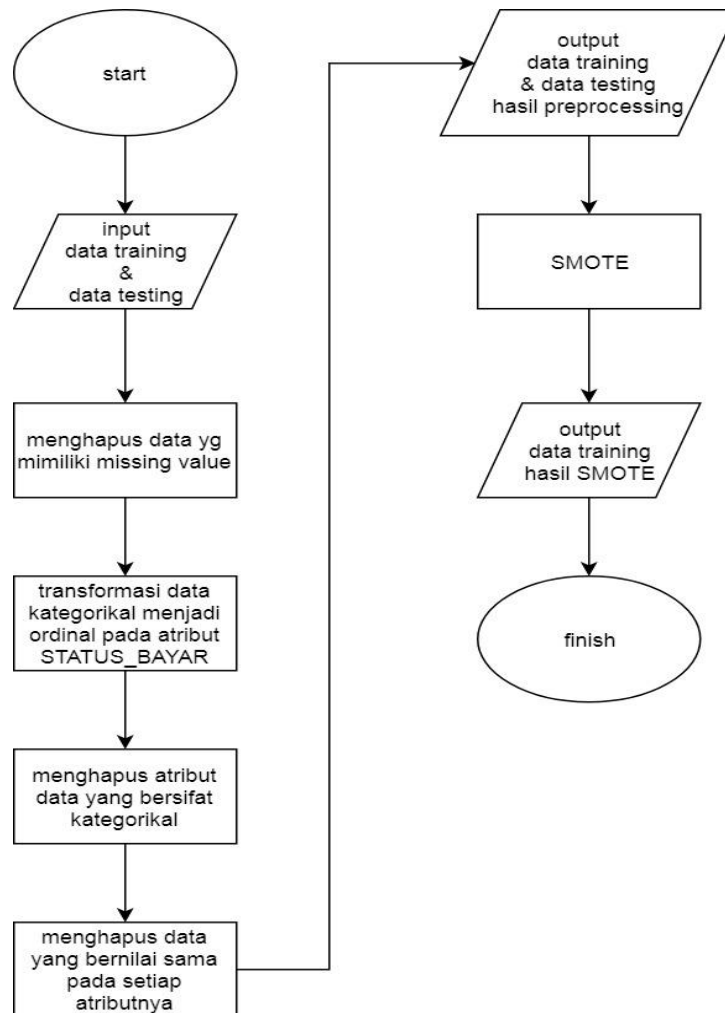 start
input
data training
&
data testing
menghapus data yg
mimiliki missing value
transformasi data
kategorikal menjadi
ordinal pada atribut
STATUS_BAYAR
menghapus atribut
data yang bersifat
kategorikal
menghapus data
yang bernilai sama
pada setiap
atributnya
output
data training
& data testing
hasil preprocessing
SMOTE
output
data training
hasil SMOTE
finish